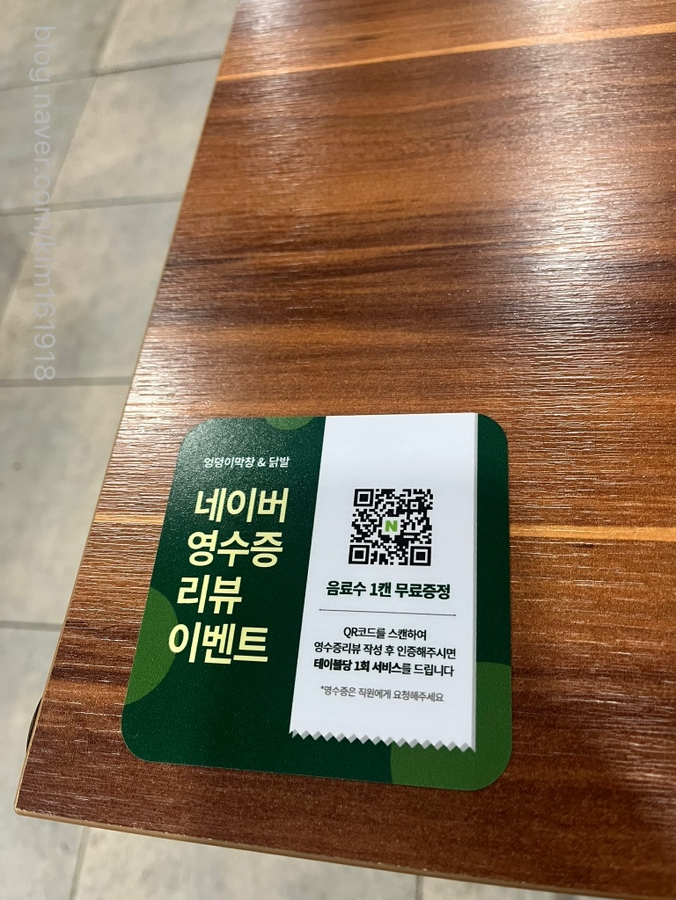 blog.naver.com/kim161918
엉덩이막창 & 닭발
네이버
영수증
리뷰
이벤트
N
음료수 1캔 무료증정
QR코드를 스캔하여
영수증리뷰 작성 후 인증해주시면
테이블당 1회 서비스를 드립니다
*영수증은 직원에게 요청해주세요